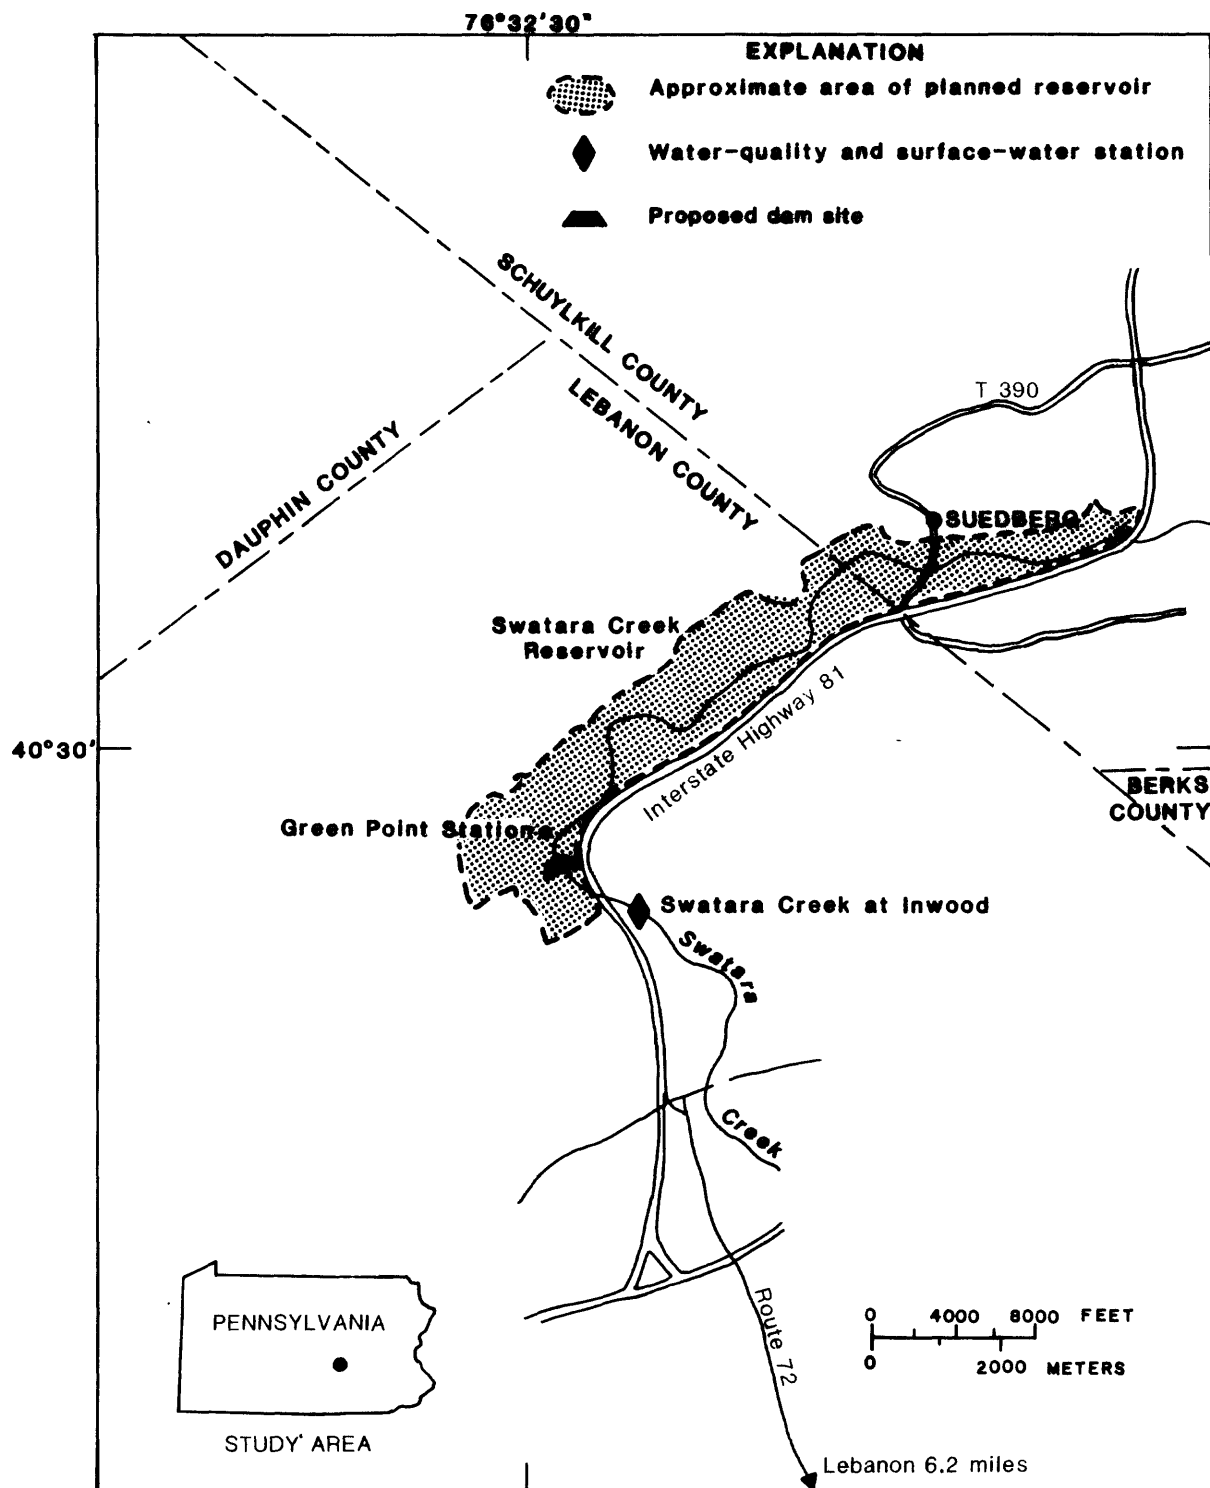 76°32'30"
EXPLANATION
Approximate area of planned reservoir
Water-quality and surface-water station
Proposed dam site
SCHUYLKILL COUNTY
LEBANON COUNTY
DAUPHIN COUNTY
T 390
SUEDBERG
Swatara Creek
Reservoir
Interstate Highway 81
40°30'
BERKS
COUNTY
Green Point Station
Swatara Creek at Inwood
Swatara
Creek
Route 72
PENNSYLVANIA
STUDY AREA
0 4000 8000 FEET
0 2000 METERS
Lebanon 6.2 miles